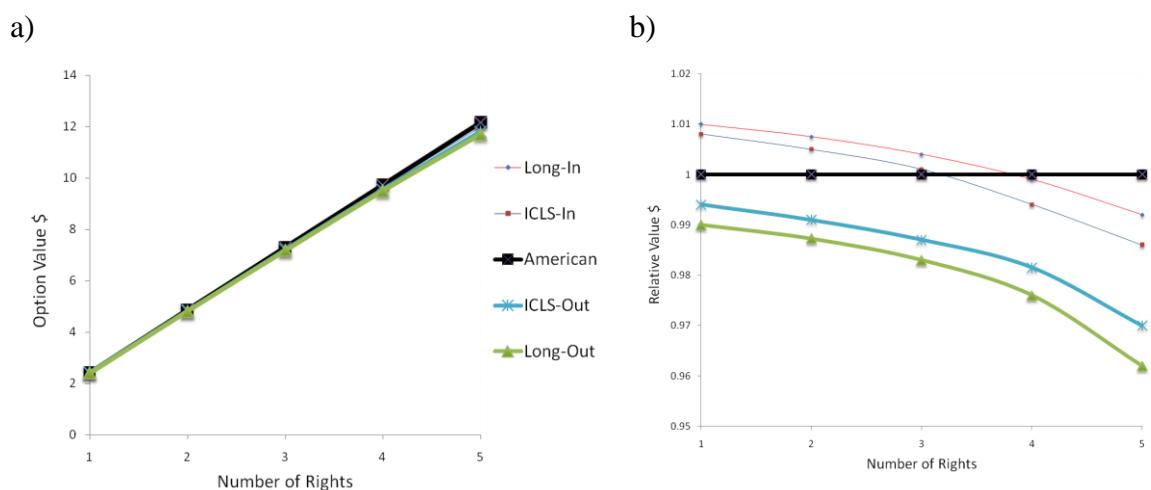 a)
14
12
10
8
6
4
2
0
Option Value $
1 2 3 4 5
Number of Rights
Long-In
ICLS-In
American
ICLS-Out
Long-Out
b)
1.02
1.01
1
0.99
0.98
0.97
0.96
0.95
Relative Value $
1 2 3 4 5
Number of Rights